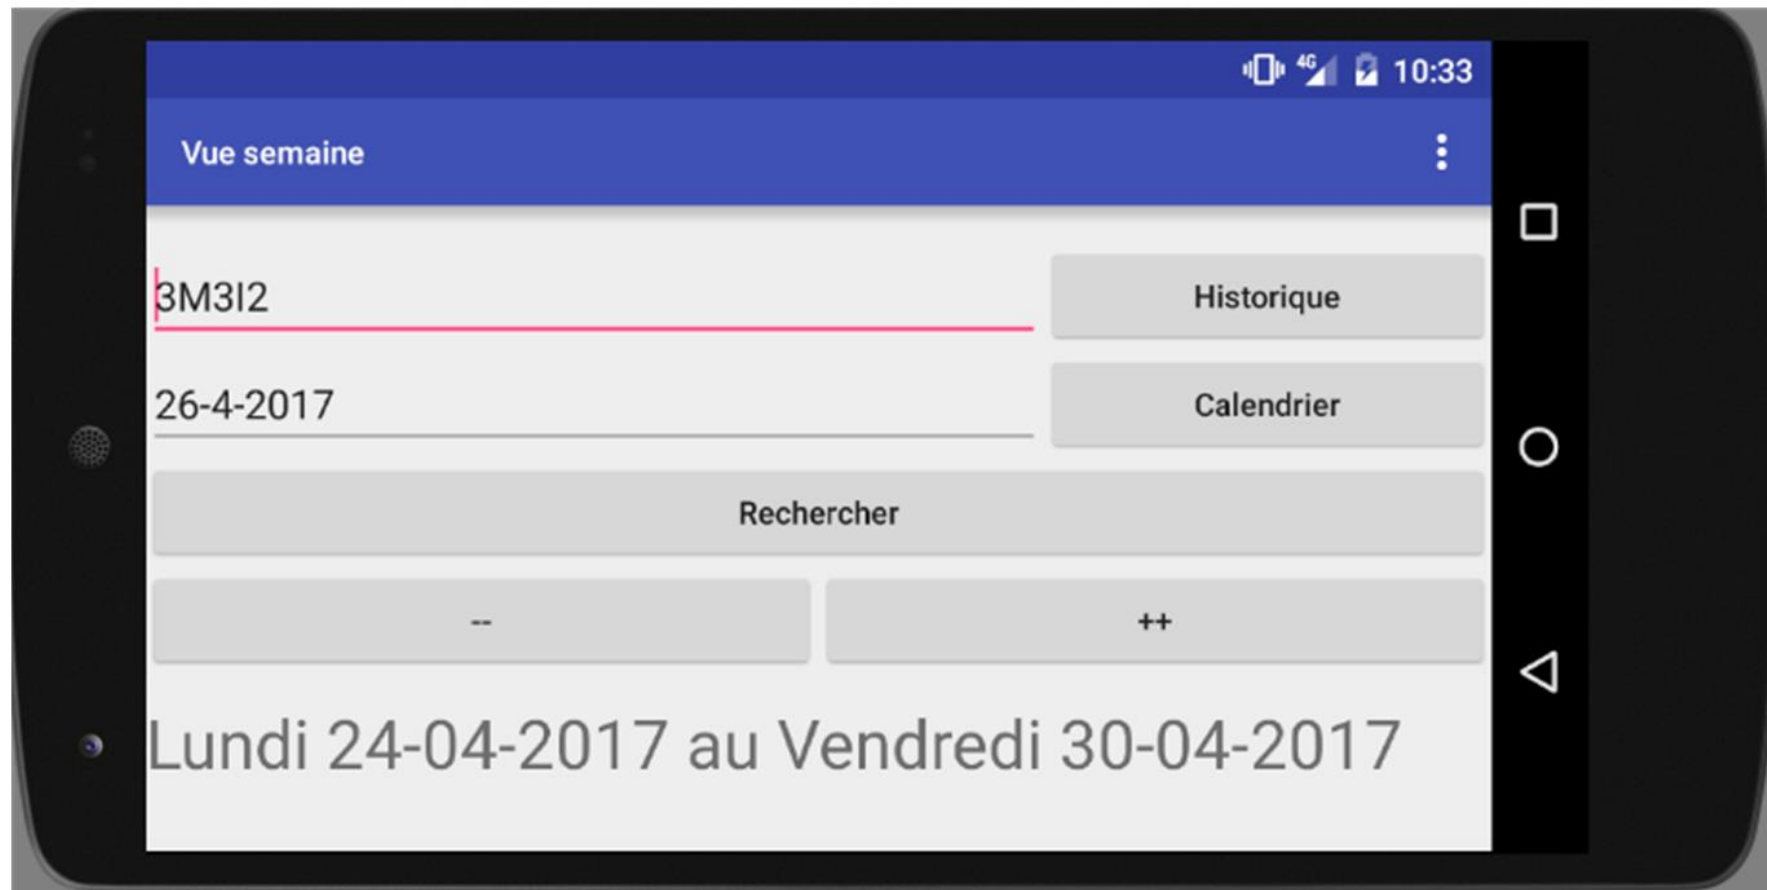 4G 10:33
Vue semaine
3M3I2 Historique
26-4-2017 Calendrier
Rechercher
-- ++
Lundi 24-04-2017 au Vendredi 30-04-2017